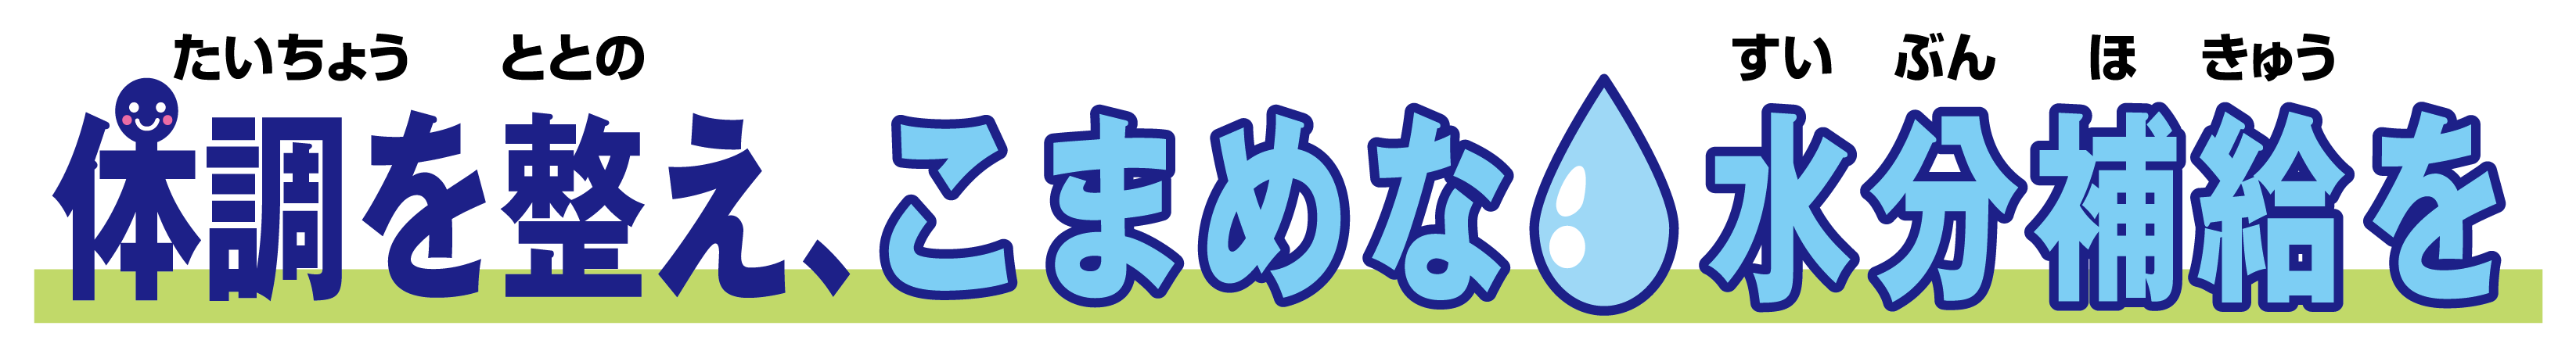 たいちょう ととの すい ぶん ほ きゅう
体調を整え、こまめな水分補給を